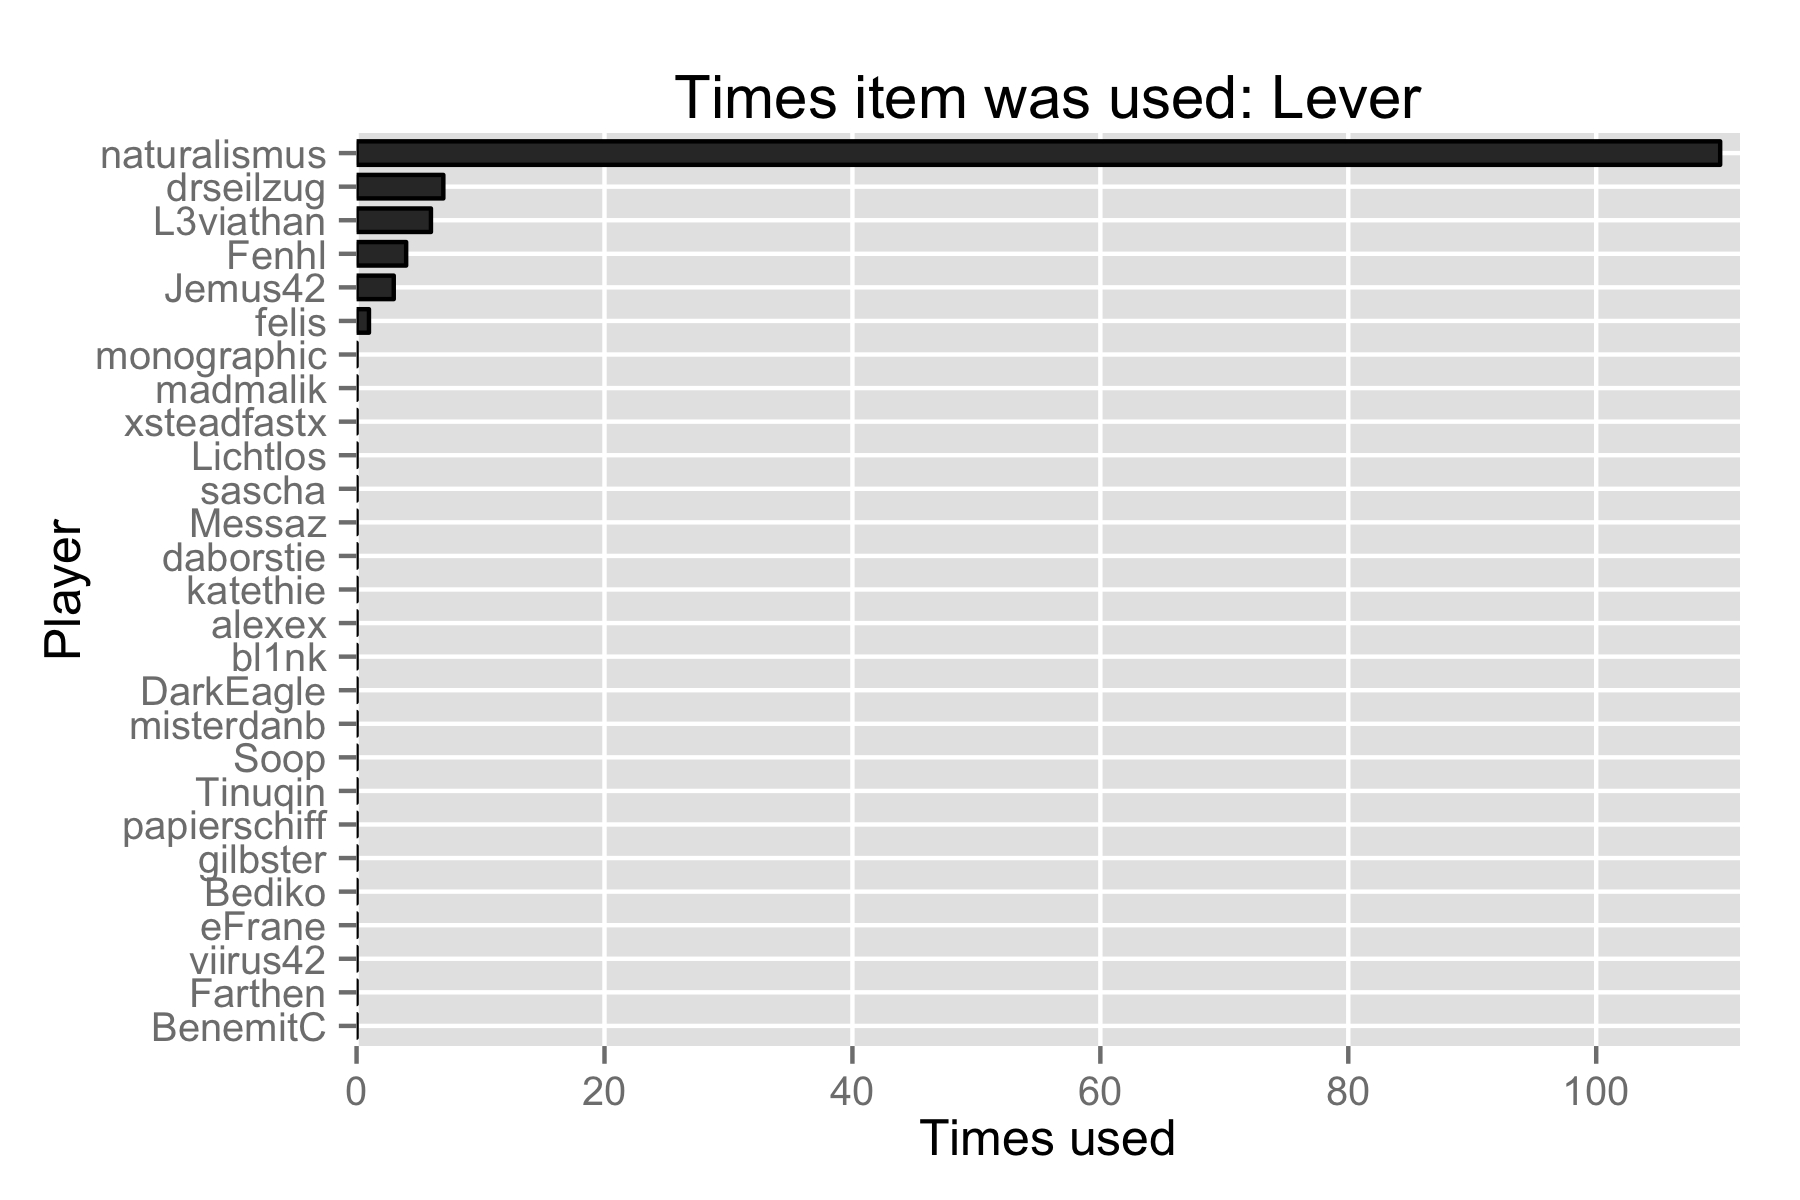 Times item was used: Lever
naturalismus
drseilzug
L3viathan
Fenhl
Jemus42
felis
monographic
madmalik
xsteadfastx
Lichtlos
sascha
Messaz
daborstie
katethie
alexex
bl1nk
DarkEagle
misterdanb
Soop
Tinuqin
papierschiff
gilbster
Bediko
eFrane
viirus42
Farthen
BenemitC
Player
0 20 40 60 80 100
Times used